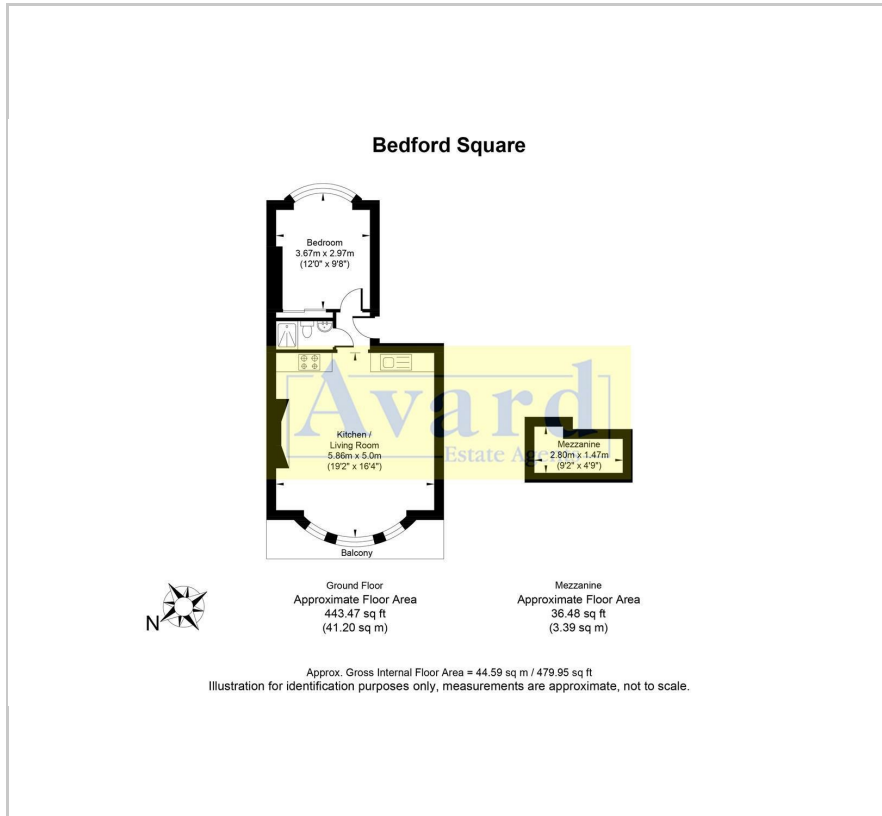 Bedford Square
Bedroom
3.67m x 2.97m
(12'0" x 9'8")
Avard
Estate Agents
Kitchen /
Living Room
5.86m x 5.0m
(19'2" x 16'4")
Mezzanine
2.80m x 1.47m
(9'2" x 4'9")
Balcony
N
Ground Floor
Approximate Floor Area
443.47 sq ft
(41.20 sq m)
Mezzanine
Approximate Floor Area
36.48 sq ft
(3.39 sq m)
Approx. Gross Internal Floor Area = 44.59 sq m / 479.95 sq ft
Illustration for identification purposes only, measurements are approximate, not to scale.